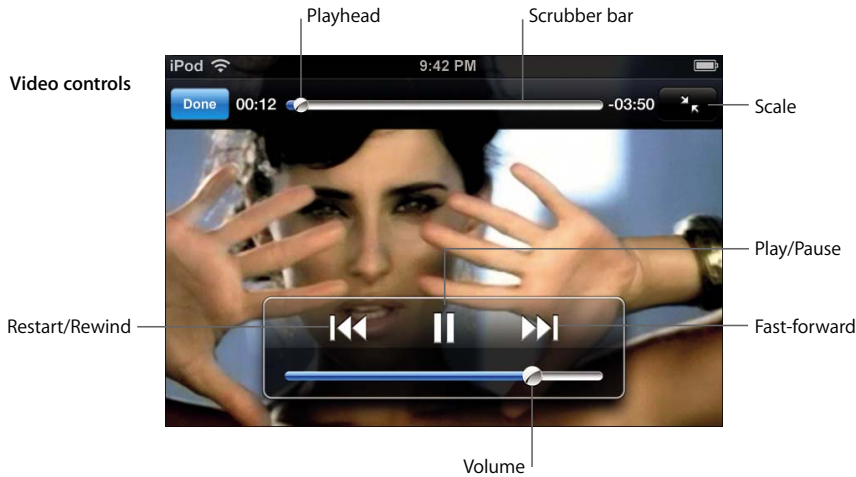 Playhead
Scrubber bar
iPod
9:42 PM
Video controls
Done
00:12
-03:50
Scale
Play/Pause
Restart/Rewind
Fast-forward
Volume